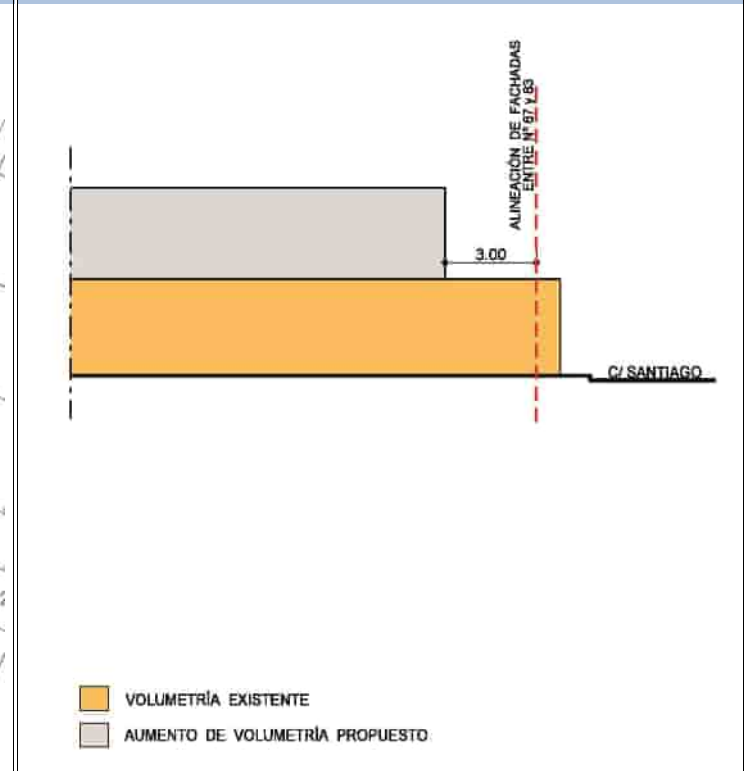 ALINEACIÓN DE FACHADAS
ENTRE Nº 67 y 83
3.00
C/ SANTIAGO
VOLUMETRÍA EXISTENTE
AUMENTO DE VOLUMETRÍA PROPUESTO